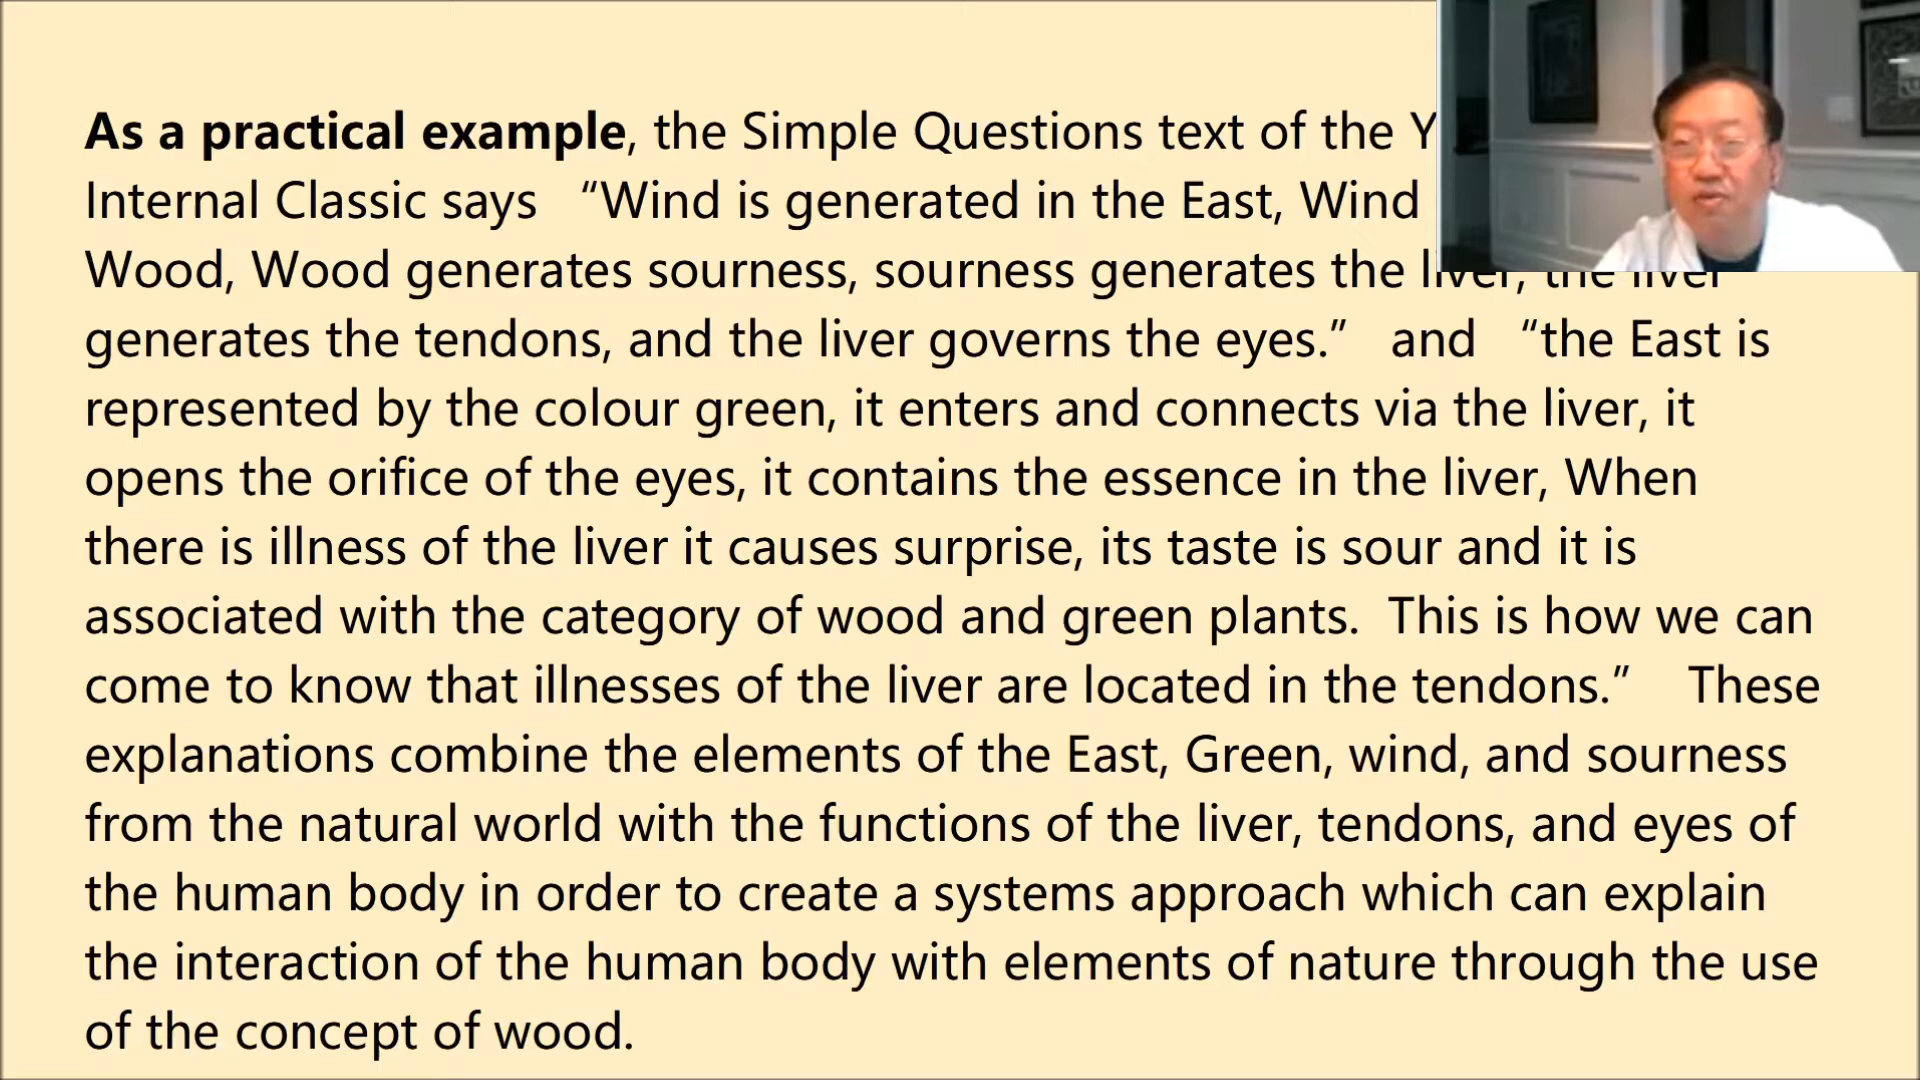 As a practical example, the Simple Questions text of the
Internal Classic says “Wind is generated in the East, Wind
Wood, Wood generates sourness, sourness generates the liver, the liver
generates the tendons, and the liver governs the eyes.” and “the East is
represented by the colour green, it enters and connects via the liver, it
opens the orifice of the eyes, it contains the essence in the liver, When
there is illness of the liver it causes surprise, its taste is sour and it is
associated with the category of wood and green plants. This is how we can
come to know that illnesses of the liver are located in the tendons.” These
explanations combine the elements of the East, Green, wind, and sourness
from the natural world with the functions of the liver, tendons, and eyes of
the human body in order to create a systems approach which can explain
the interaction of the human body with elements of nature through the use
of the concept of wood.